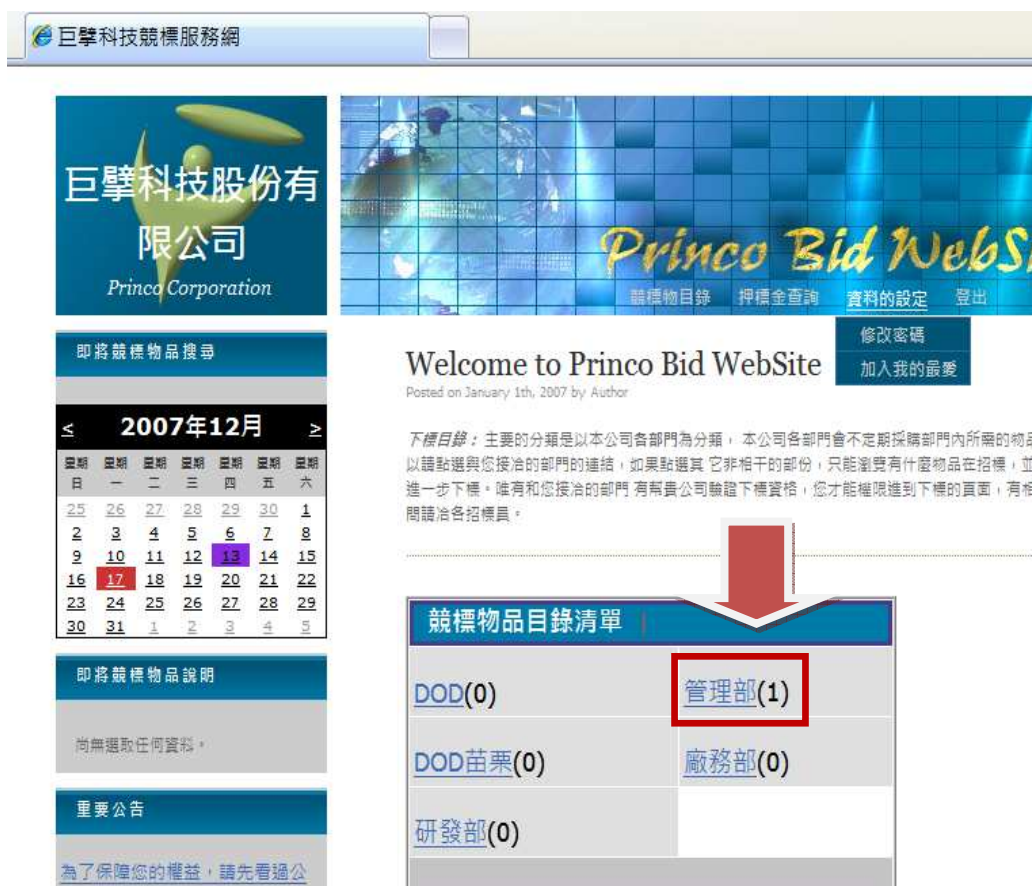 巨擘科技競標服務網
巨擘科技股份有
限公司
Princo Corporation
Princo Bid WebSi
競標物目錄 押標金查詢 資料的設定 登出
修改密碼
加入我的最愛
即將競標物品搜尋
< 2007年12月 >
星期 星期 星期 星期 星期 星期 星期
日 一 二 三 四 五 六
25 26 27 28 29 30 1
2 3 4 5 6 7 8
9 10 11 12 13 14 15
16 17 18 19 20 21 22
23 24 25 26 27 28 29
30 31 1 2 3 4 5
即將競標物品說明
尚無選取任何資料。
重要公告
為了保障您的權益，請先看過公
Welcome to Princo Bid WebSite
Posted on January 1th, 2007 by Author
下標目錄：主要的分類是以本公司各部門為分類， 本公司各部門會不定期採購部門內所需的物品
以請點選與您接洽的部門的連結，如果點選其 它非相干的部份，只能瀏覽有什麼物品在招標，並
進一步下標。唯有和您接洽的部門 有幫貴公司驗證下標資格，您才能權限進到下標的頁面，有相
問請洽各招標員。
競標物品目錄清單
DOD(0) 管理部(1)
DOD苗栗(0) 廠務部(0)
研發部(0)